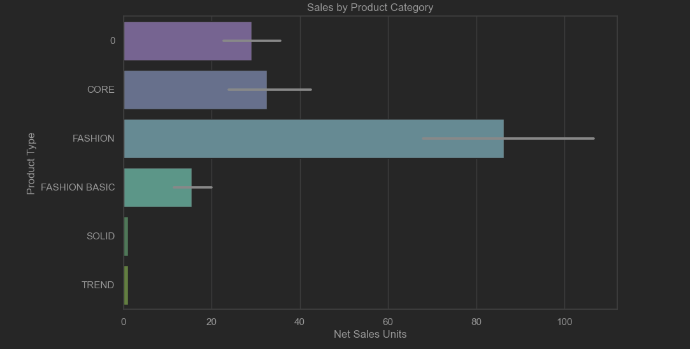 Sales by Product Category
0
CORE
FASHION
FASHION BASIC
SOLID
TREND
Product Type
0 20 40 60 80 100
Net Sales Units